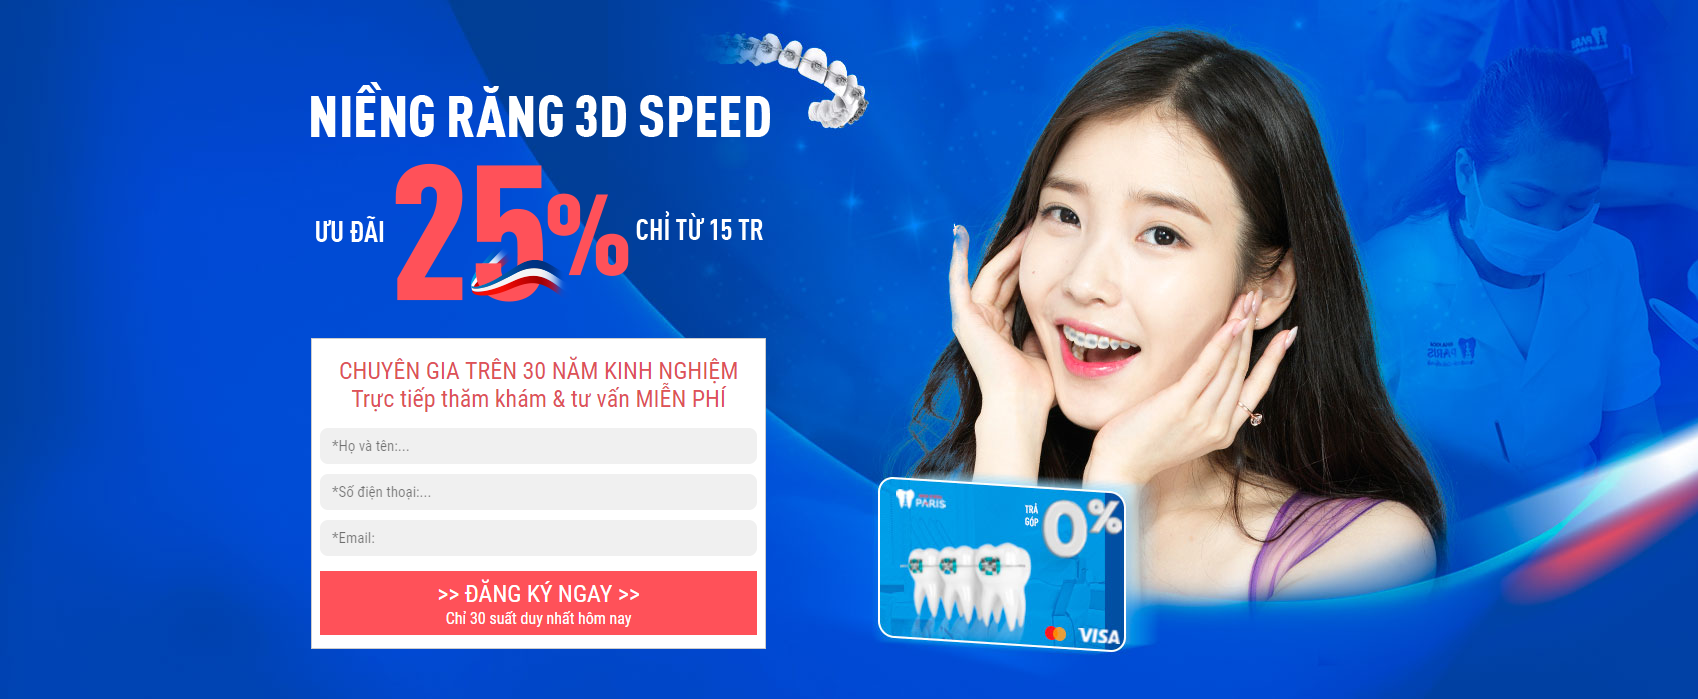 NIỀNG RĂNG 3D SPEED
ƯU ĐÃI 25% CHỈ TỪ 15 TR
CHUYÊN GIA TRÊN 30 NĂM KINH NGHIỆM
Trực tiếp thăm khám & tư vấn MIỄN PHÍ
*Họ và tên:...
*Số điện thoại:...
*Email:
>> ĐĂNG KÝ NGAY >>
Chỉ 30 suất duy nhất hôm nay
PARIS
TRẢ GÓP 0%
VISA
PARIS
PARIS